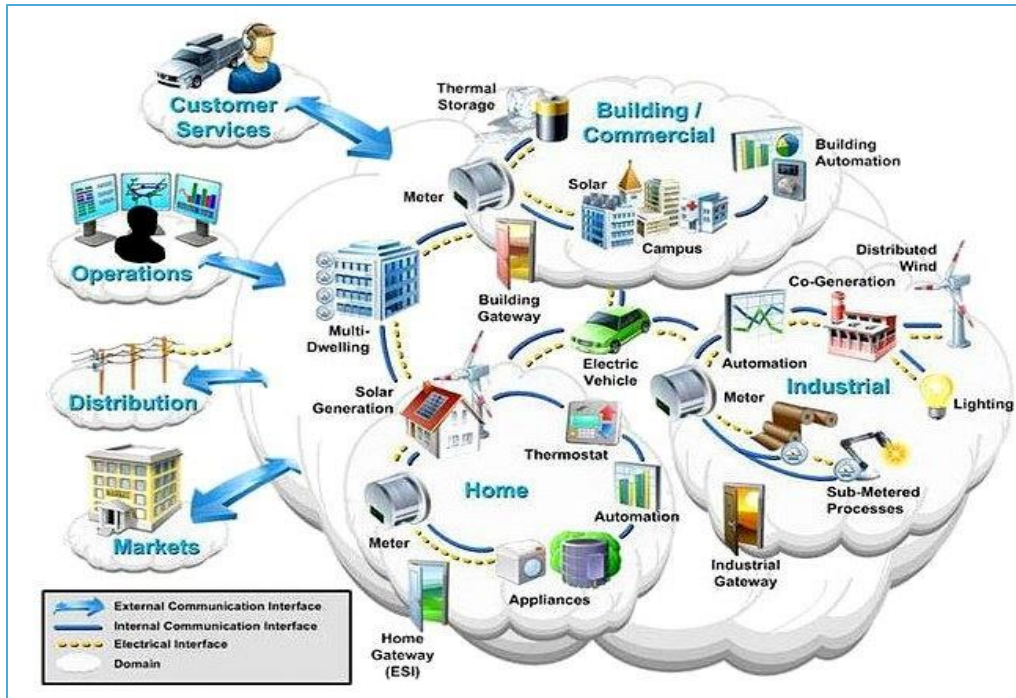 Customer
Services
Operations
Distribution
Markets
Thermal
Storage
Building /
Commercial
Building
Automation
Meter
Solar
Campus
Building
Gateway
Multi-
Dwelling
Electric
Vehicle
Distributed
Wind
Co-Generation
Automation
Industrial
Meter
Lighting
Sub-Metered
Processes
Industrial
Gateway
Solar
Generation
Thermostat
Home
Automation
Meter
Appliances
Home
Gateway
(ESI)
External Communication Interface
Internal Communication Interface
Electrical Interface
Domain